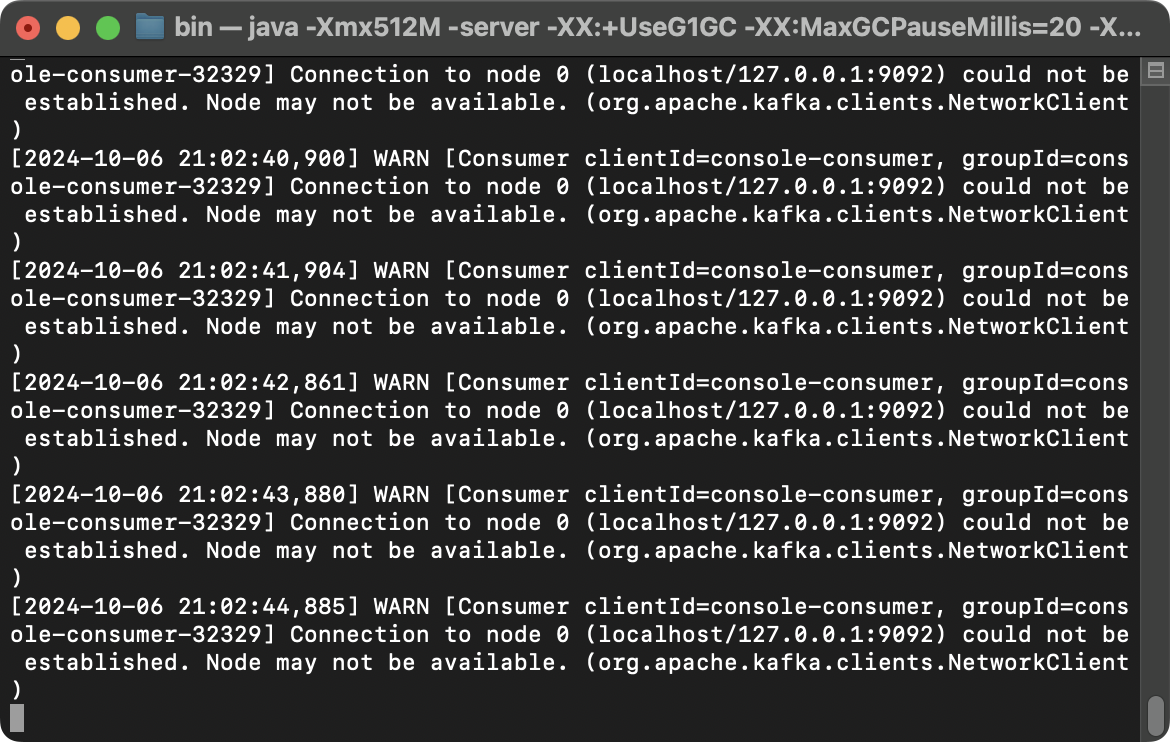 bin — java -Xmx512M -server -XX:+UseG1GC -XX:MaxGCPauseMillis=20 -X...
ole-consumer-32329] Connection to node 0 (localhost/127.0.0.1:9092) could not be
 established. Node may not be available. (org.apache.kafka.clients.NetworkClient
)
[2024-10-06 21:02:40,900] WARN [Consumer clientId=console-consumer, groupId=cons
ole-consumer-32329] Connection to node 0 (localhost/127.0.0.1:9092) could not be
 established. Node may not be available. (org.apache.kafka.clients.NetworkClient
)
[2024-10-06 21:02:41,904] WARN [Consumer clientId=console-consumer, groupId=cons
ole-consumer-32329] Connection to node 0 (localhost/127.0.0.1:9092) could not be
 established. Node may not be available. (org.apache.kafka.clients.NetworkClient
)
[2024-10-06 21:02:42,861] WARN [Consumer clientId=console-consumer, groupId=cons
ole-consumer-32329] Connection to node 0 (localhost/127.0.0.1:9092) could not be
 established. Node may not be available. (org.apache.kafka.clients.NetworkClient
)
[2024-10-06 21:02:43,880] WARN [Consumer clientId=console-consumer, groupId=cons
ole-consumer-32329] Connection to node 0 (localhost/127.0.0.1:9092) could not be
 established. Node may not be available. (org.apache.kafka.clients.NetworkClient
)
[2024-10-06 21:02:44,885] WARN [Consumer clientId=console-consumer, groupId=cons
ole-consumer-32329] Connection to node 0 (localhost/127.0.0.1:9092) could not be
 established. Node may not be available. (org.apache.kafka.clients.NetworkClient
)